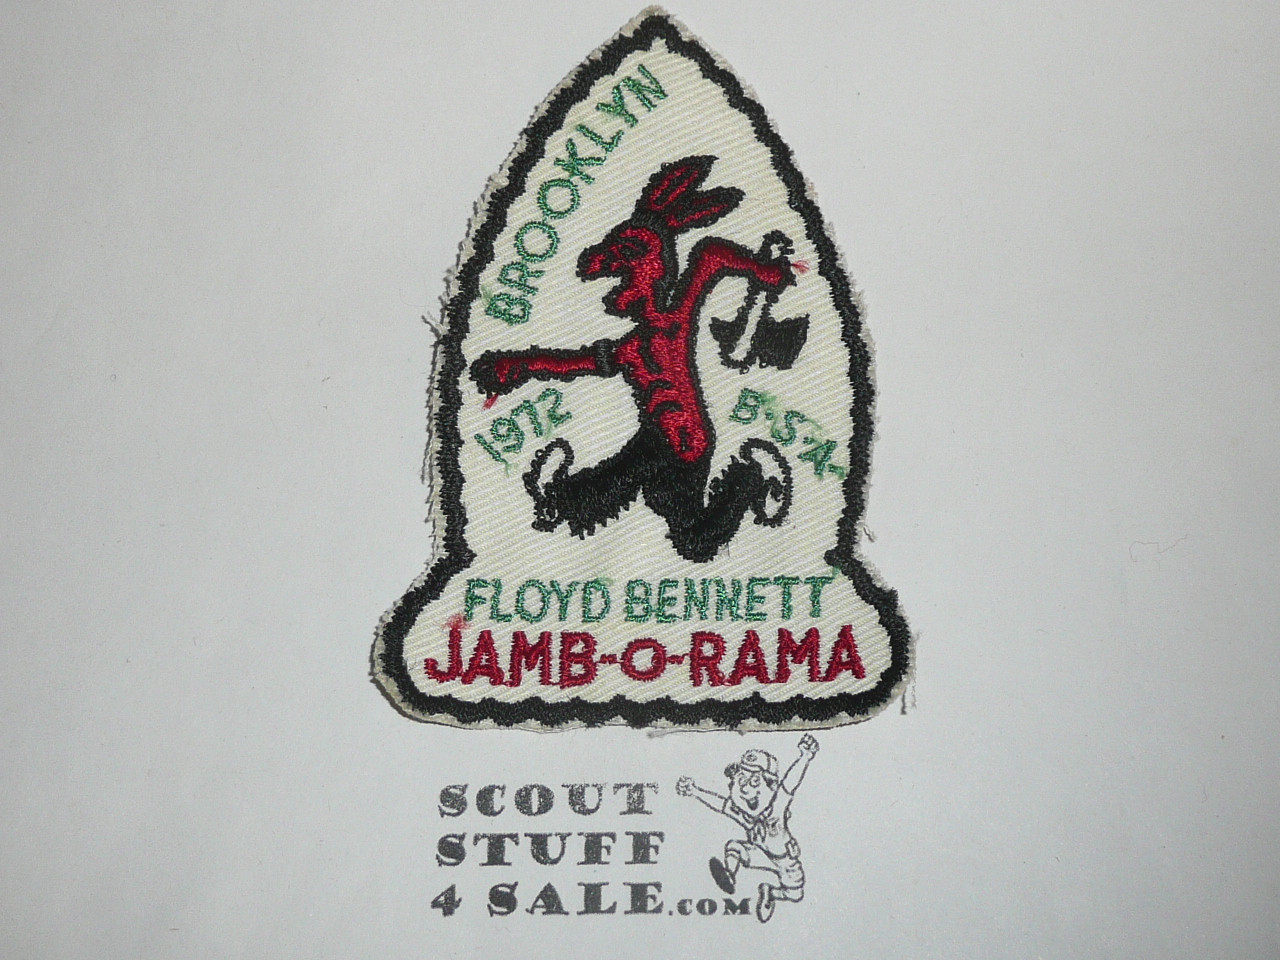 BROOKLYN
1972
B·S·A·
FLOYD BENNETT
JAMB-O-RAMA
SCOUT
STUFF
4 SALE.COM